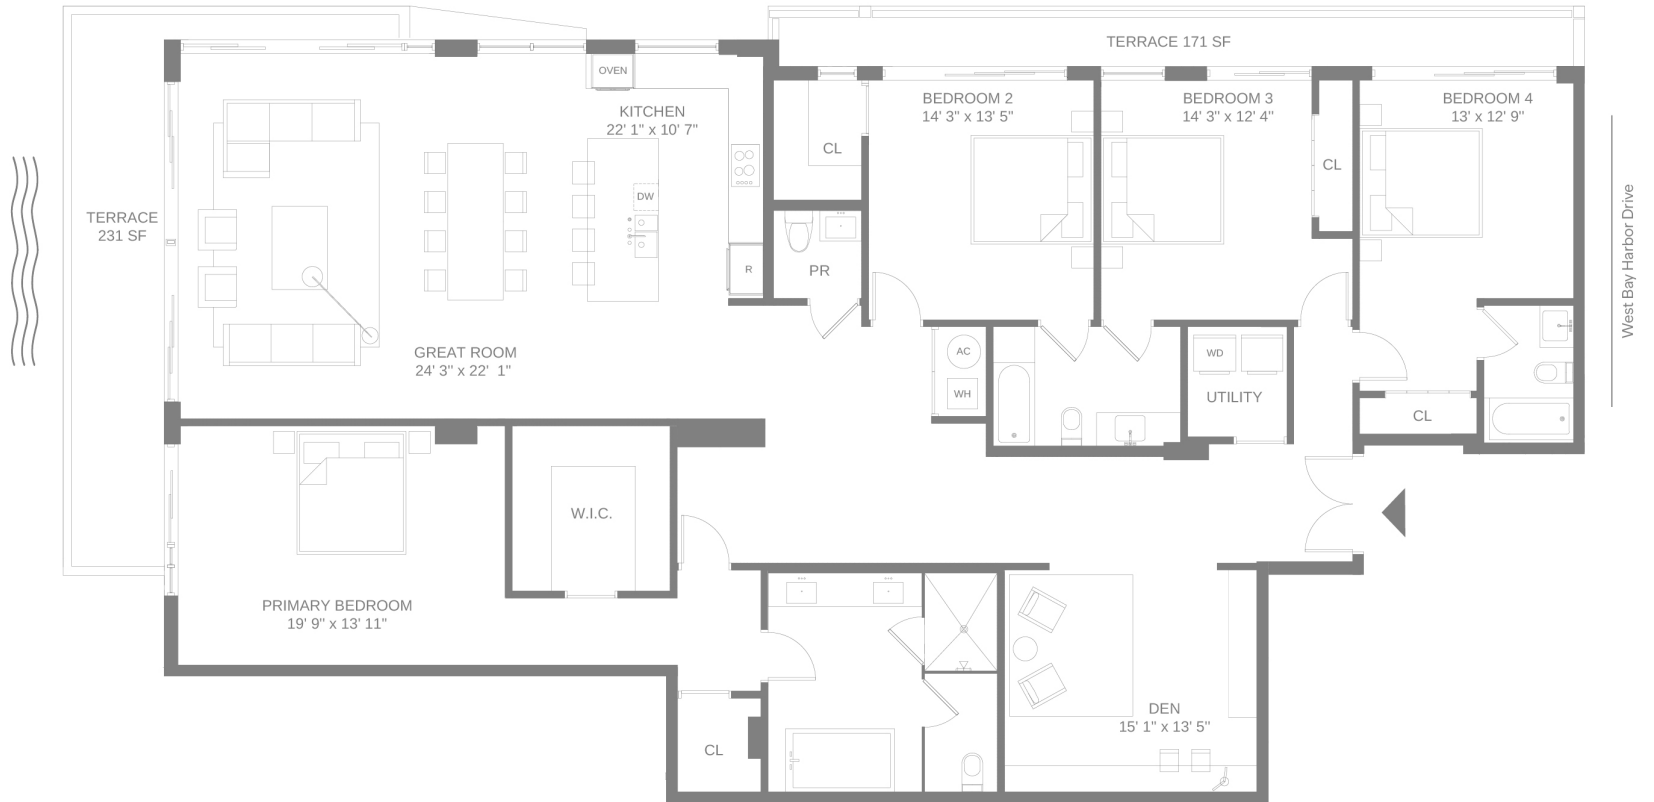 TERRACE 171 SF
OVEN
KITCHEN
22' 1" x 10' 7"
BEDROOM 2
14' 3" x 13' 5"
BEDROOM 3
14' 3" x 12' 4"
BEDROOM 4
13' x 12' 9"
CL
CL
DW
TERRACE
231 SF
PR
R
West Bay Harbor Drive
GREAT ROOM
24' 3" x 22' 1"
AC
WH
WD
UTILITY
CL
W.I.C.
PRIMARY BEDROOM
19' 9" x 13' 11"
DEN
15' 1" x 13' 5"
CL